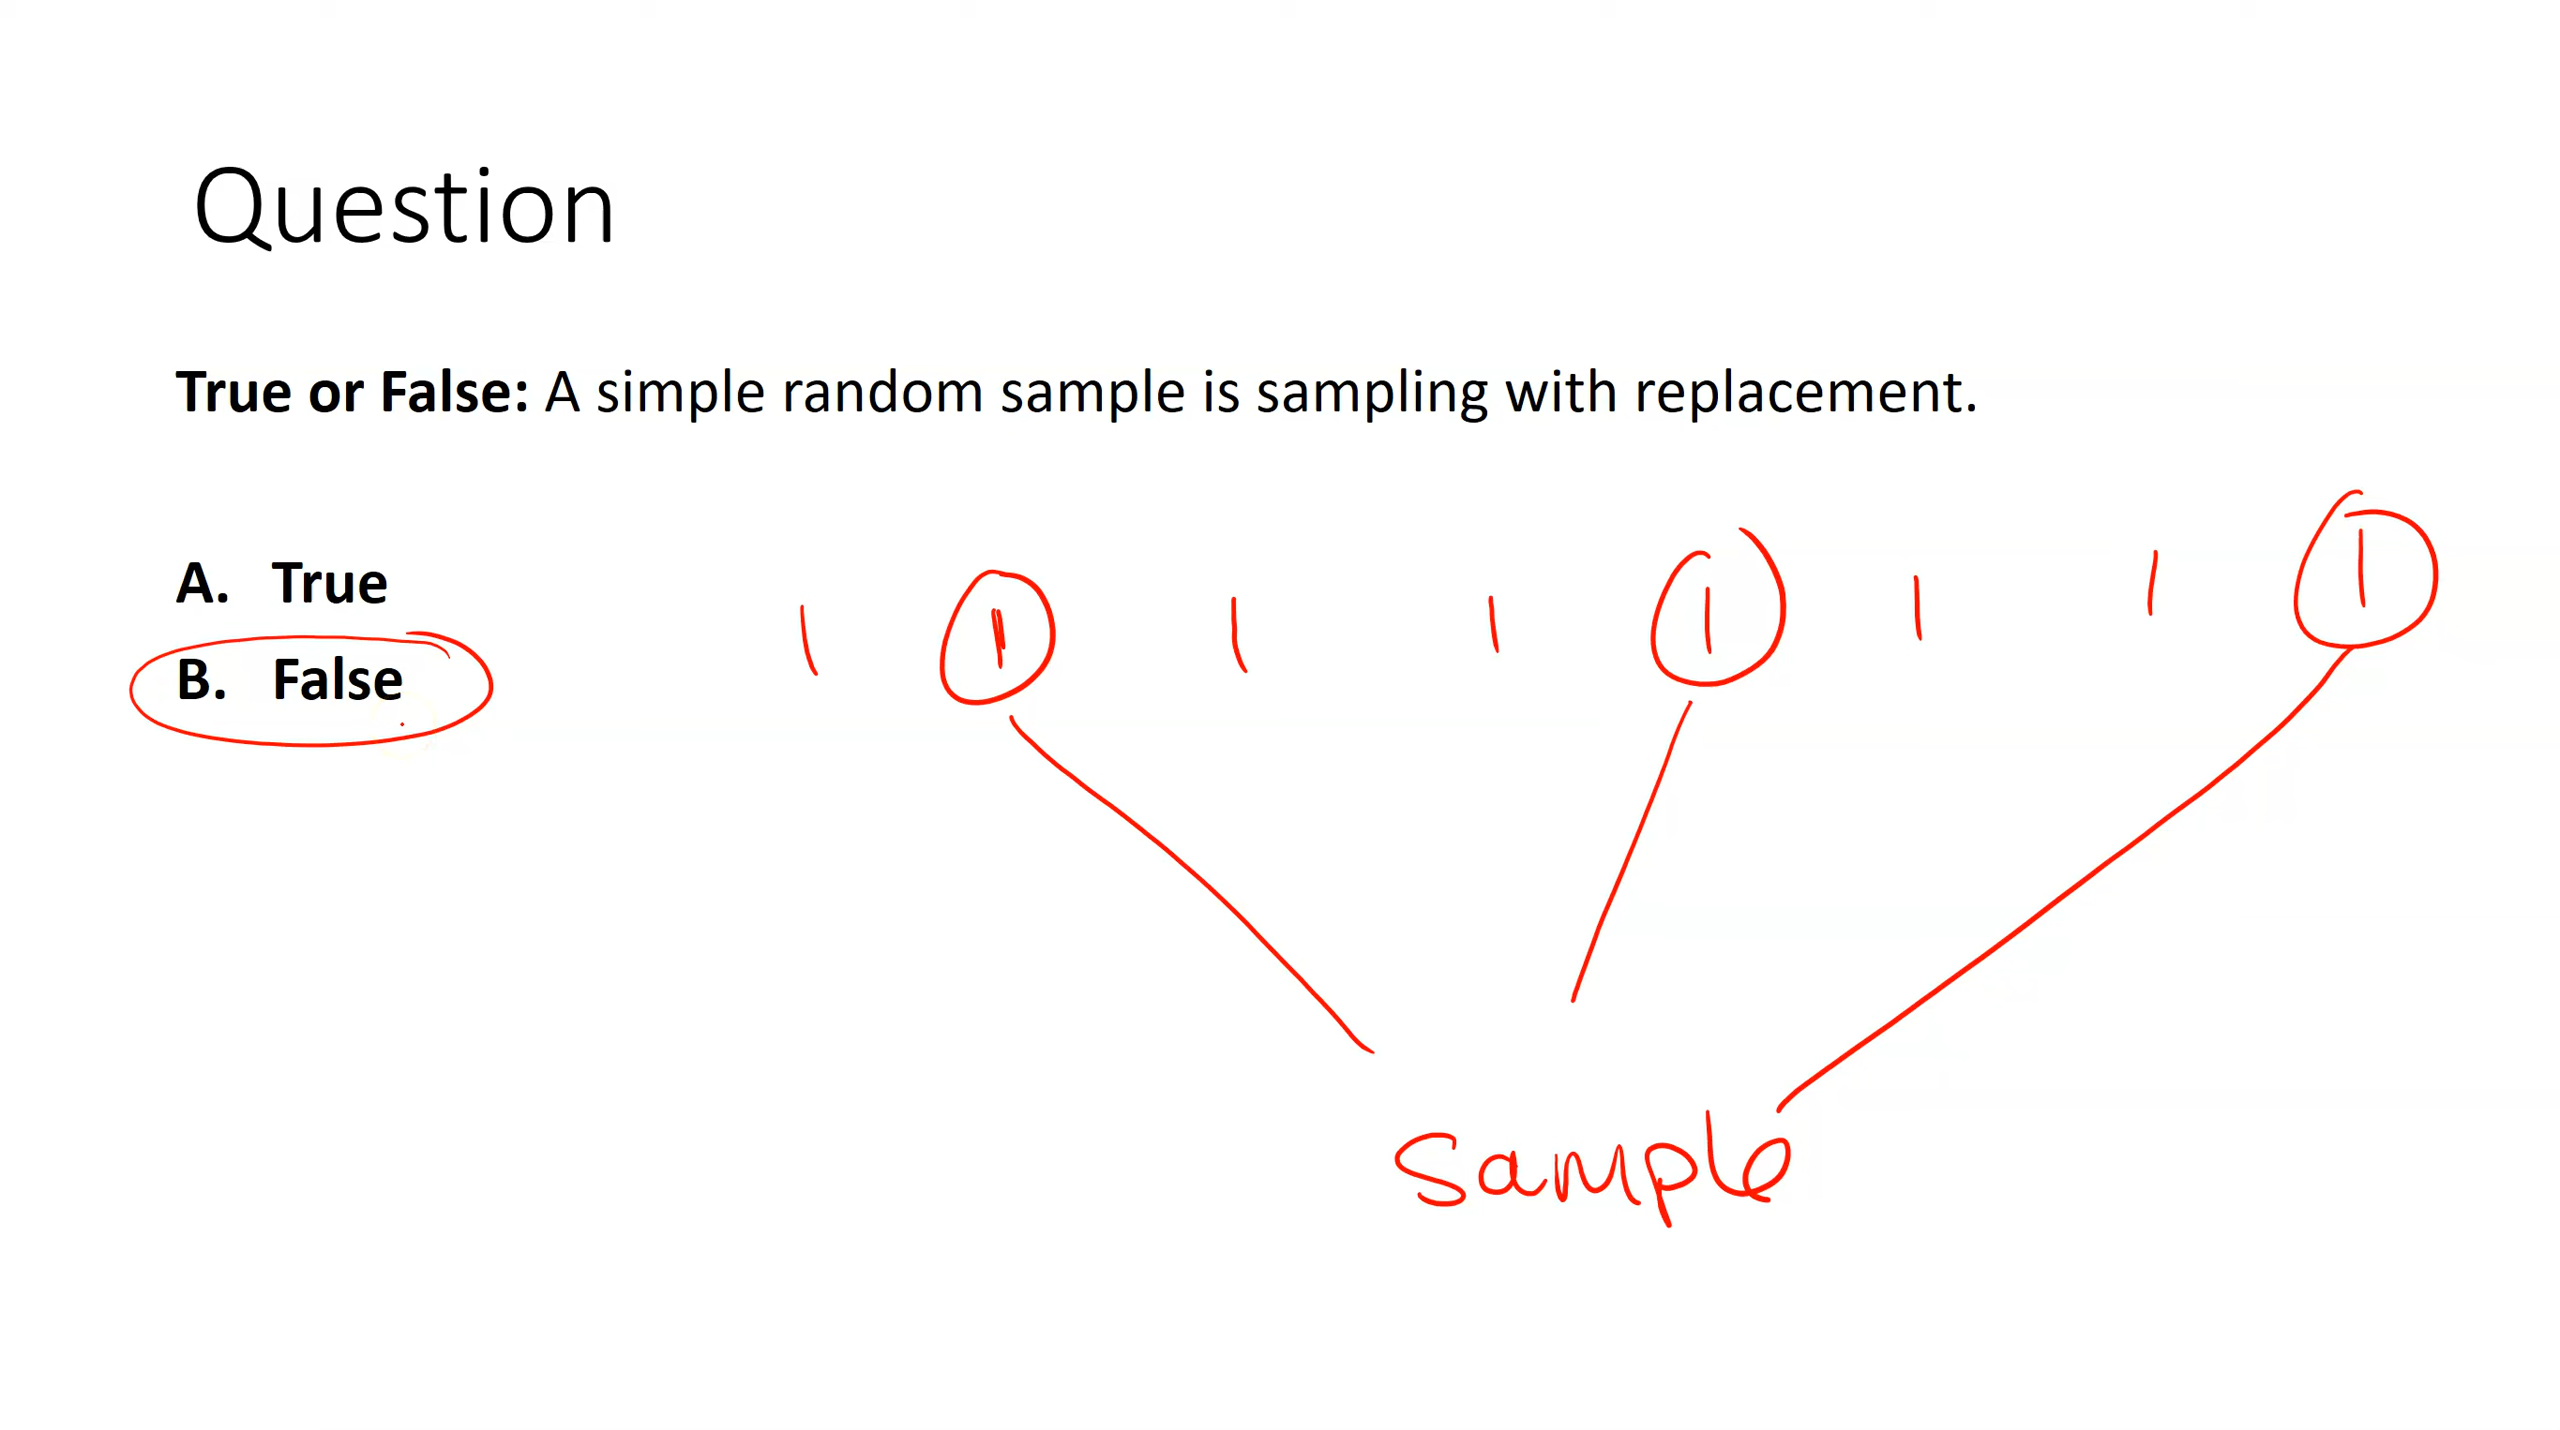 Question
True or False: A simple random sample is sampling with replacement.
A. True
B. False
| | | | | | | |
Sample